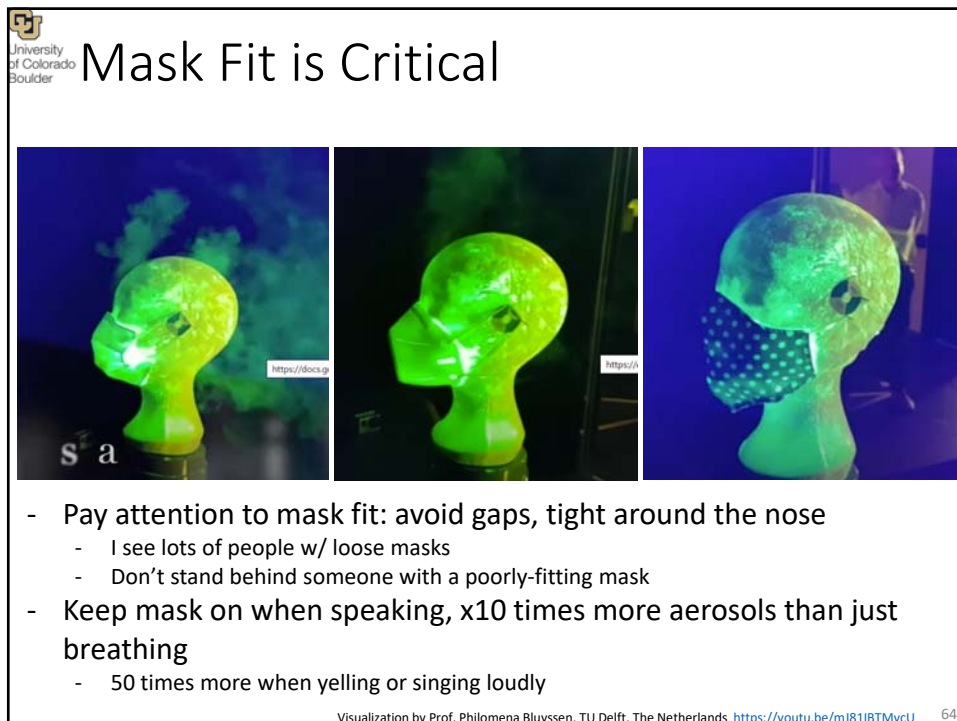 University
of Colorado
Boulder
Mask Fit is Critical
https://docs.g
https://
s a
- Pay attention to mask fit: avoid gaps, tight around the nose
- I see lots of people w/ loose masks
- Don't stand behind someone with a poorly-fitting mask
- Keep mask on when speaking, x10 times more aerosols than just
breathing
- 50 times more when yelling or singing loudly
Visualization by Prof. Philomena Bluyssen, TU Delft, The Netherlands https://youtu.be/mJ81IBTMycU
64